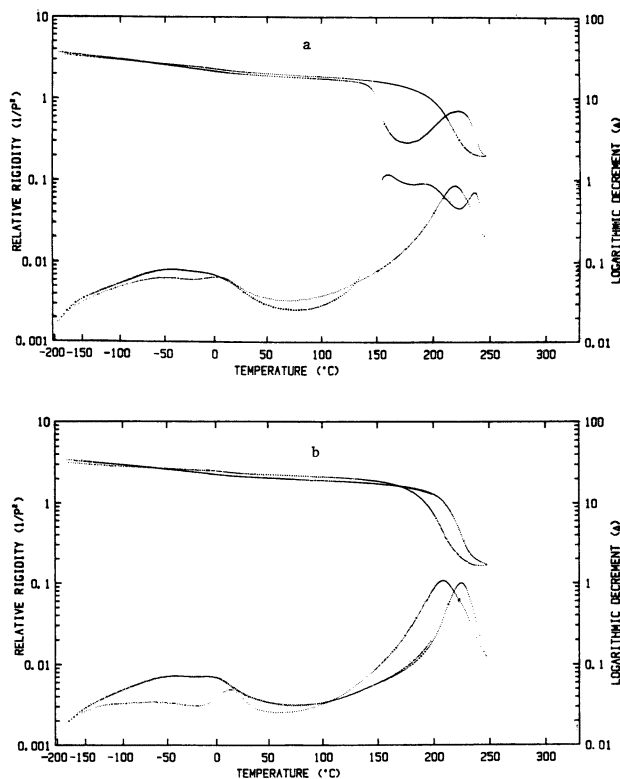 a
RELATIVE RIGIDITY (1/P²)
10
1
0.1
0.01
0.001
LOGARITHMIC DECREMENT (Δ)
100
10
1
0.1
0.01
-200 -150 -100 -50 0 50 100 150 200 250 300
TEMPERATURE (°C)
b
RELATIVE RIGIDITY (1/P²)
10
1
0.1
0.01
0.001
LOGARITHMIC DECREMENT (Δ)
100
10
1
0.1
0.01
-200 -150 -100 -50 0 50 100 150 200 250 300
TEMPERATURE (°C)